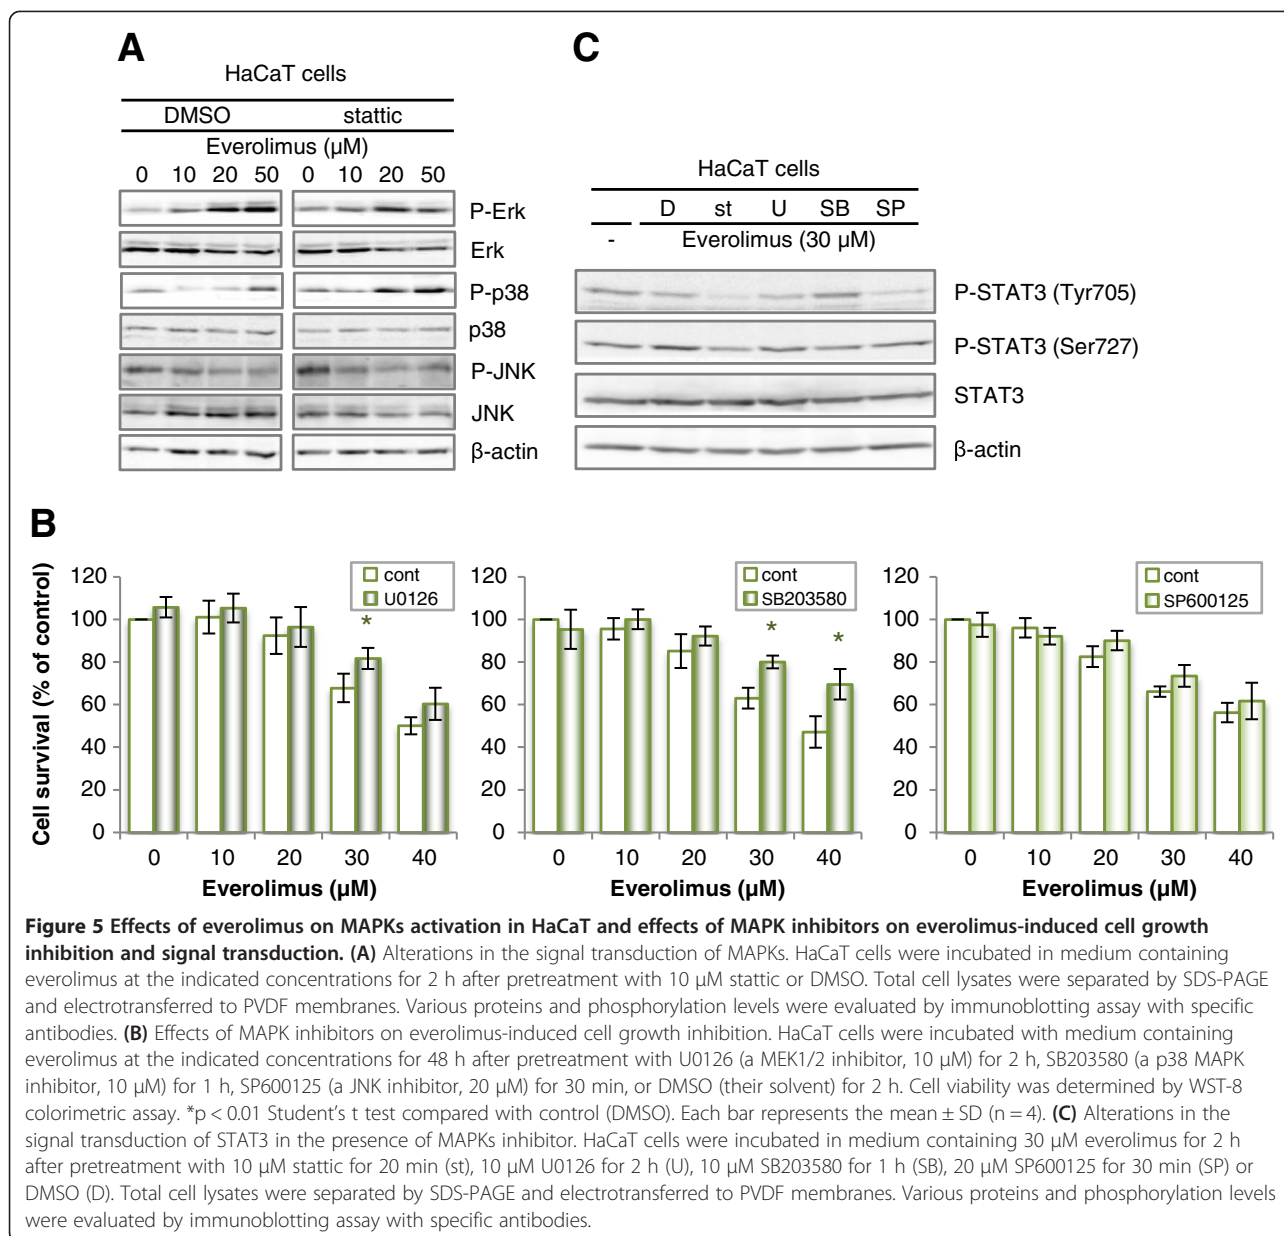 A
HaCaT cells
DMSO stattic
Everolimus (µM)
0 10 20 50 0 10 20 50
P-Erk
Erk
P-p38
p38
P-JNK
JNK
β-actin
C
HaCaT cells
D st U SB SP
- Everolimus (30 µM)
P-STAT3 (Tyr705)
P-STAT3 (Ser727)
STAT3
β-actin
B
Cell survival (% of control)
120
100
80
60
40
20
0
cont
U0126
*
0 10 20 30 40
Everolimus (µM)
120
100
80
60
40
20
0
cont
SB203580
* *
0 10 20 30 40
Everolimus (µM)
120
100
80
60
40
20
0
cont
SP600125
0 10 20 30 40
Everolimus (µM)
Figure 5 Effects of everolimus on MAPKs activation in HaCaT and effects of MAPK inhibitors on everolimus-induced cell growth
inhibition and signal transduction. (A) Alterations in the signal transduction of MAPKs. HaCaT cells were incubated in medium containing
everolimus at the indicated concentrations for 2 h after pretreatment with 10 µM stattic or DMSO. Total cell lysates were separated by SDS-PAGE
and electrotransferred to PVDF membranes. Various proteins and phosphorylation levels were evaluated by immunoblotting assay with specific
antibodies. (B) Effects of MAPK inhibitors on everolimus-induced cell growth inhibition. HaCaT cells were incubated with medium containing
everolimus at the indicated concentrations for 48 h after pretreatment with U0126 (a MEK1/2 inhibitor, 10 µM) for 2 h, SB203580 (a p38 MAPK
inhibitor, 10 µM) for 1 h, SP600125 (a JNK inhibitor, 20 µM) for 30 min, or DMSO (their solvent) for 2 h. Cell viability was determined by WST-8
colorimetric assay. *p < 0.01 Student's t test compared with control (DMSO). Each bar represents the mean ± SD (n = 4). (C) Alterations in the
signal transduction of STAT3 in the presence of MAPKs inhibitor. HaCaT cells were incubated in medium containing 30 µM everolimus for 2 h
after pretreatment with 10 µM stattic for 20 min (st), 10 µM U0126 for 2 h (U), 10 µM SB203580 for 1 h (SB), 20 µM SP600125 for 30 min (SP) or
DMSO (D). Total cell lysates were separated by SDS-PAGE and electrotransferred to PVDF membranes. Various proteins and phosphorylation levels
were evaluated by immunoblotting assay with specific antibodies.